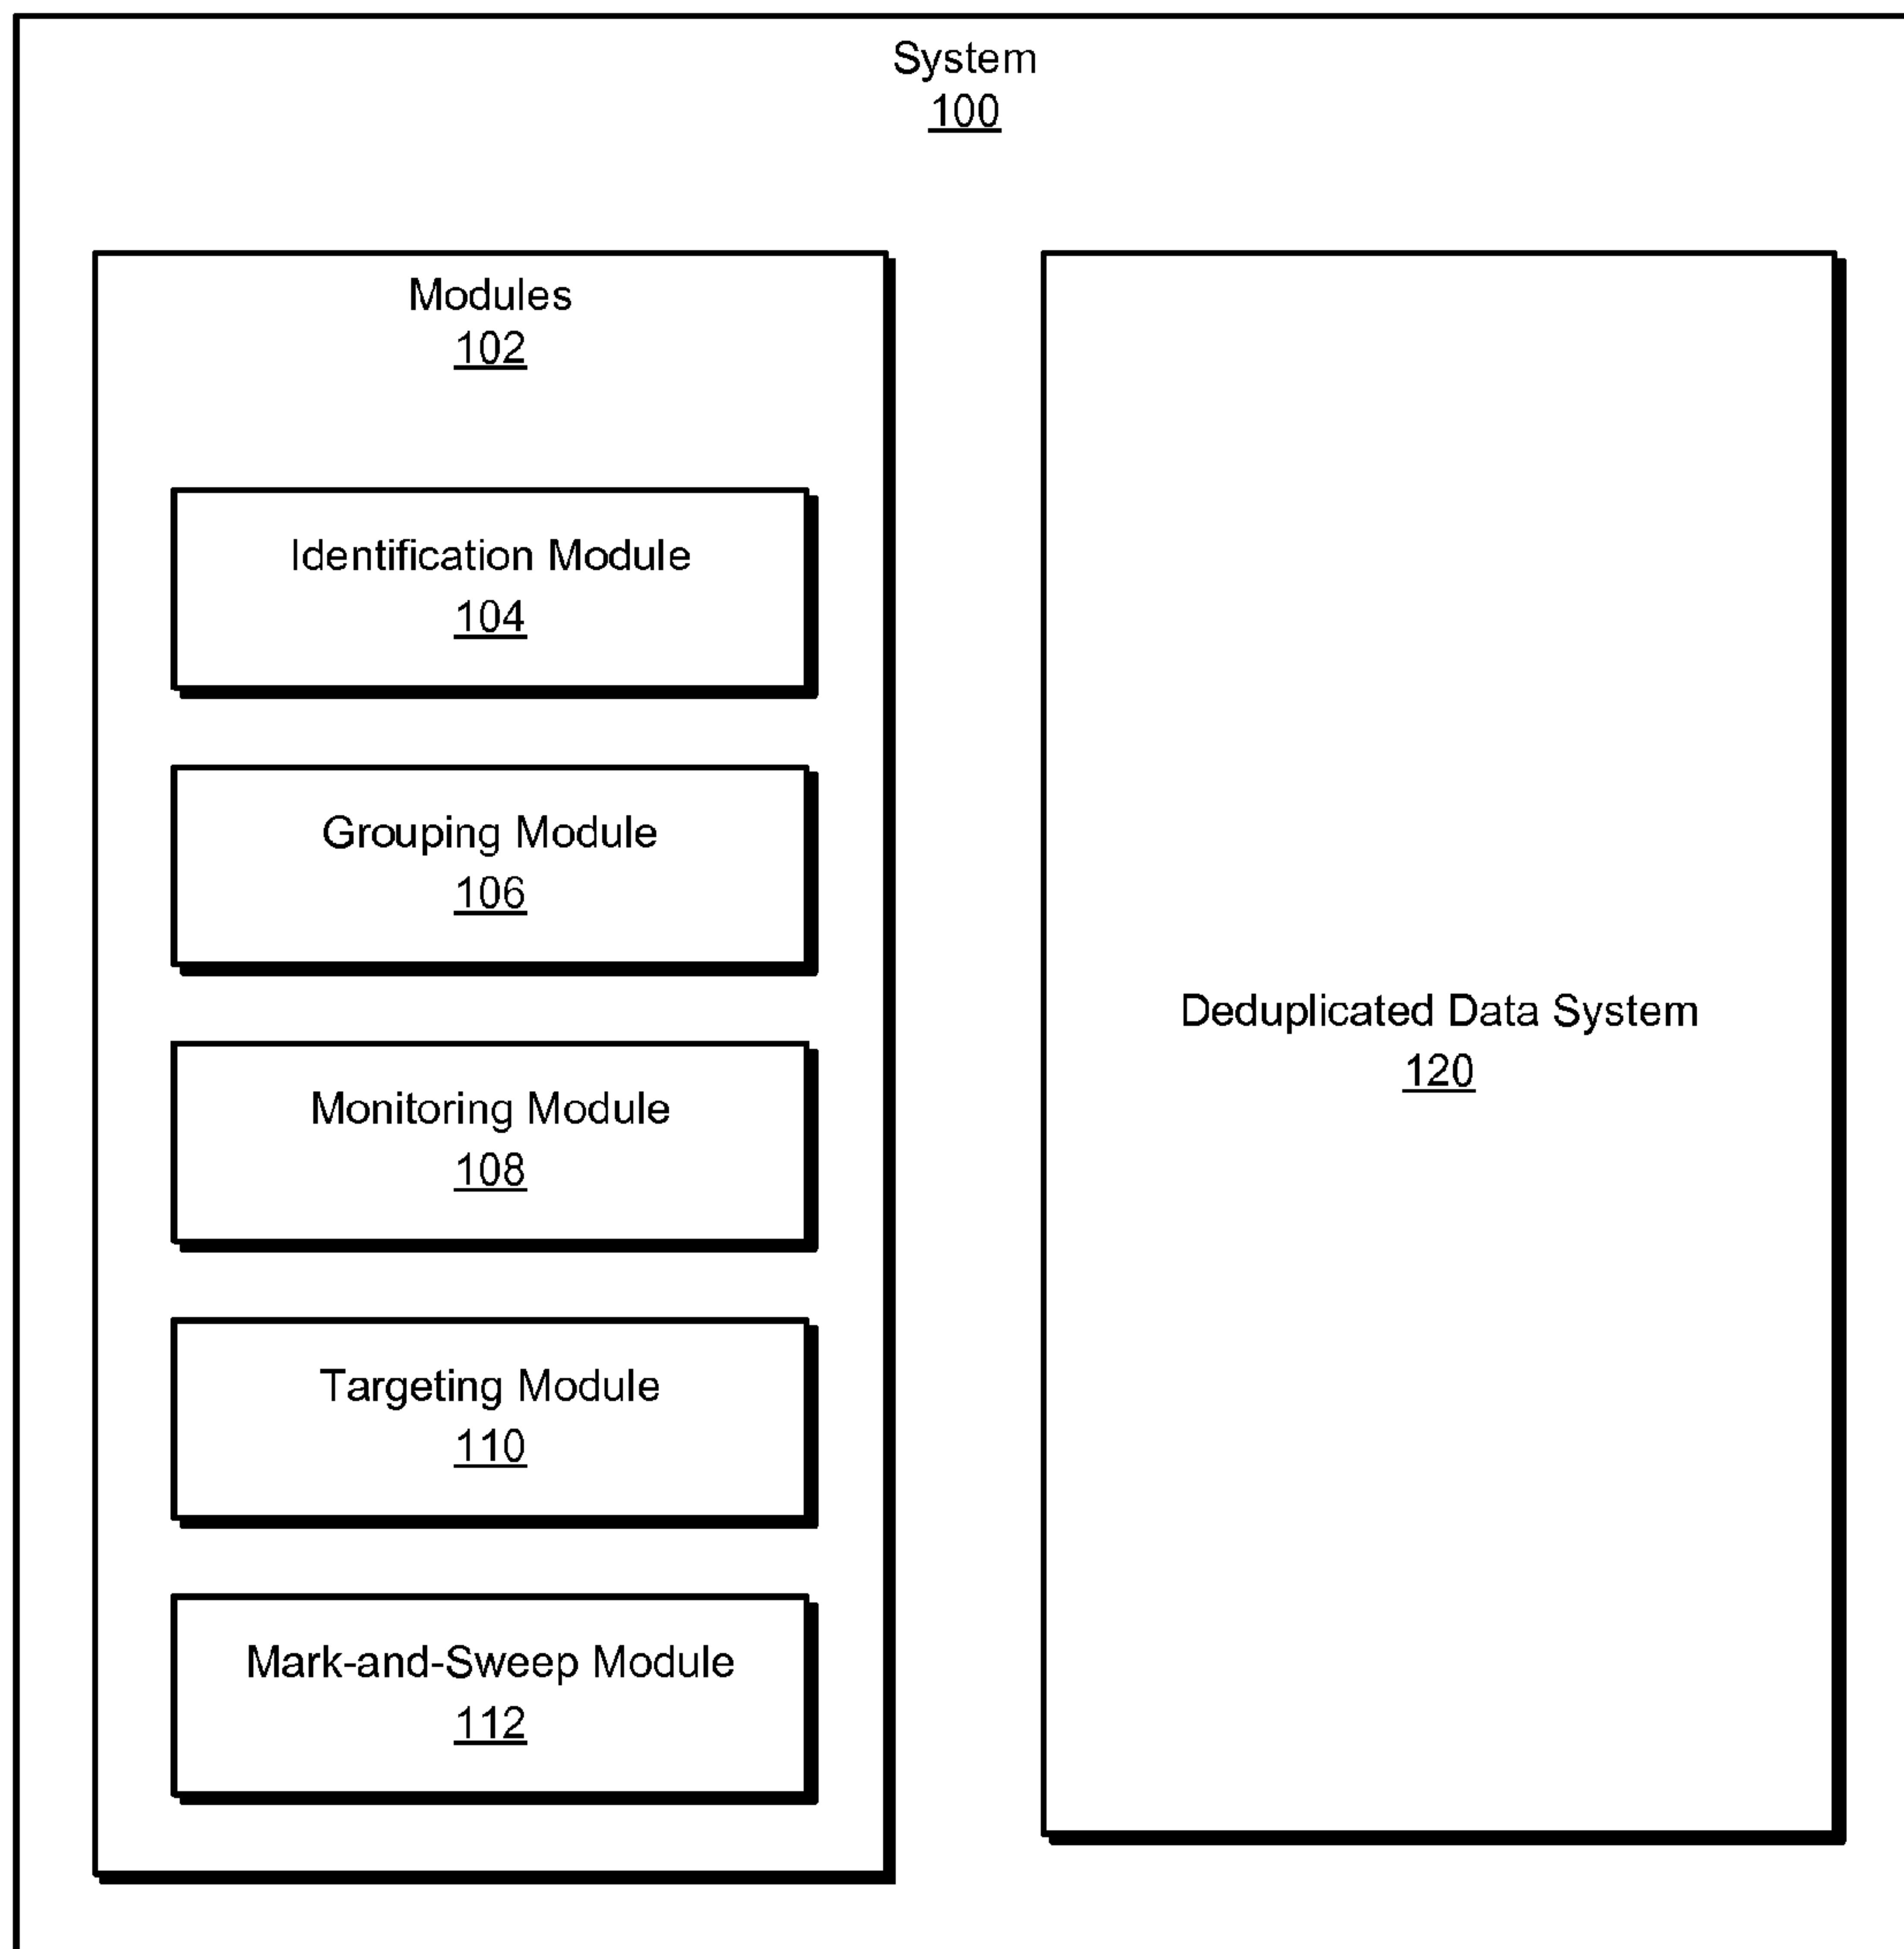 System
100
Modules
102
Identification Module
104
Grouping Module
106
Monitoring Module
108
Targeting Module
110
Mark-and-Sweep Module
112
Deduplicated Data System
120